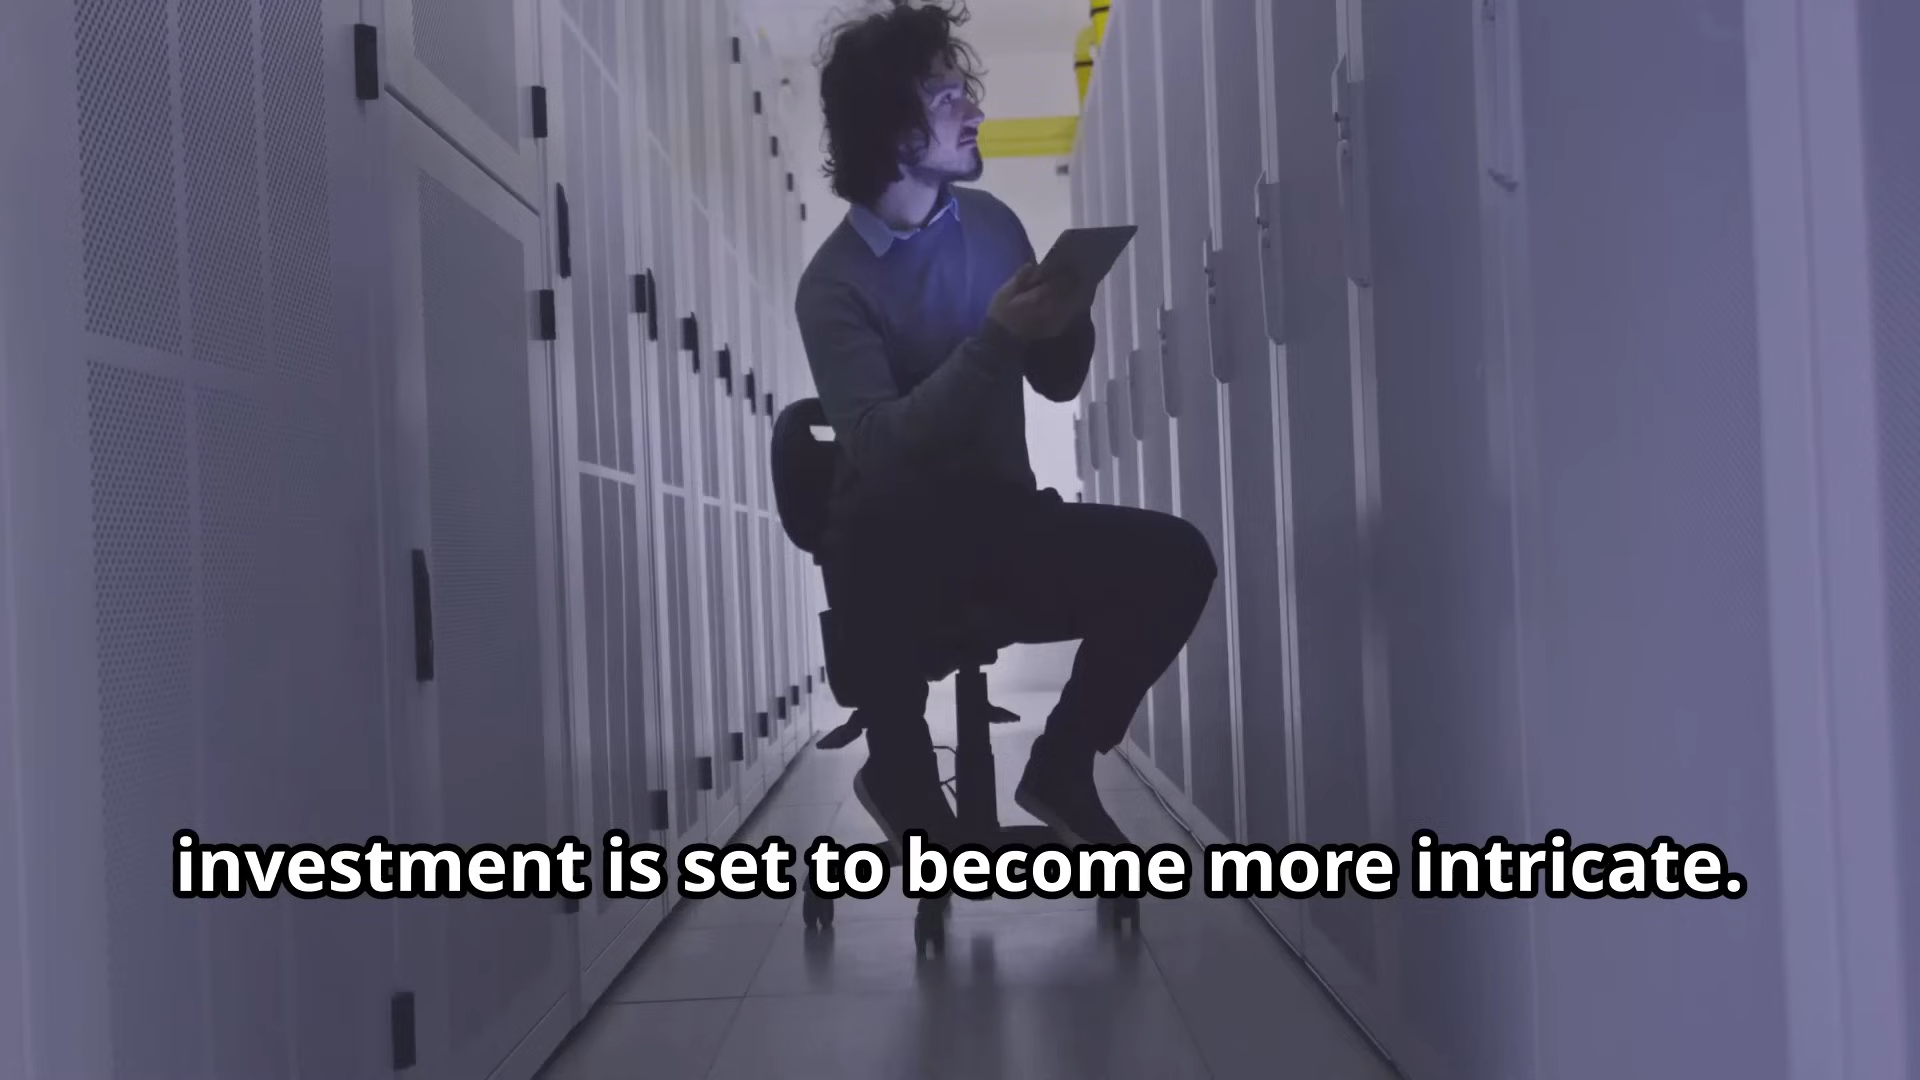 investment is set to become more intricate.